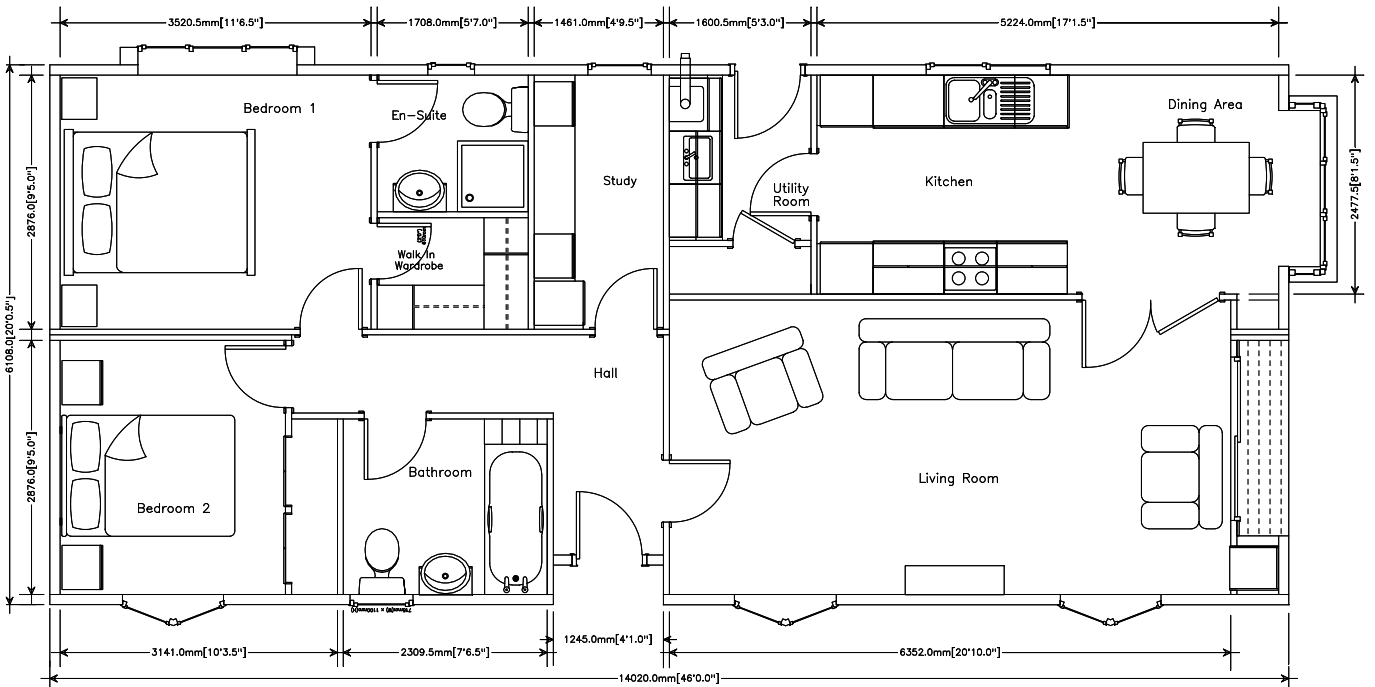 3520.5mm[11'6.5"]
1708.0mm[5'7.0"]
1461.0mm[4'9.5"]
1600.5mm[5'3.0"]
5224.0mm[17'1.5"]
Bedroom 1
En-Suite
Dining Area
Study
Utility
Room
Kitchen
2876.0[9'5.0"]
2477.5[8'1.5"]
Walk In
Wardrobe
6108.0[20'0.5"]
Hall
2876.0[9'5.0"]
Bathroom
Living Room
Bedroom 2
1245.0mm[4'1.0"]
3141.0mm[10'3.5"]
2309.5mm[7'6.5"]
6352.0mm[20'10.0"]
14020.0mm[46'0.0"]